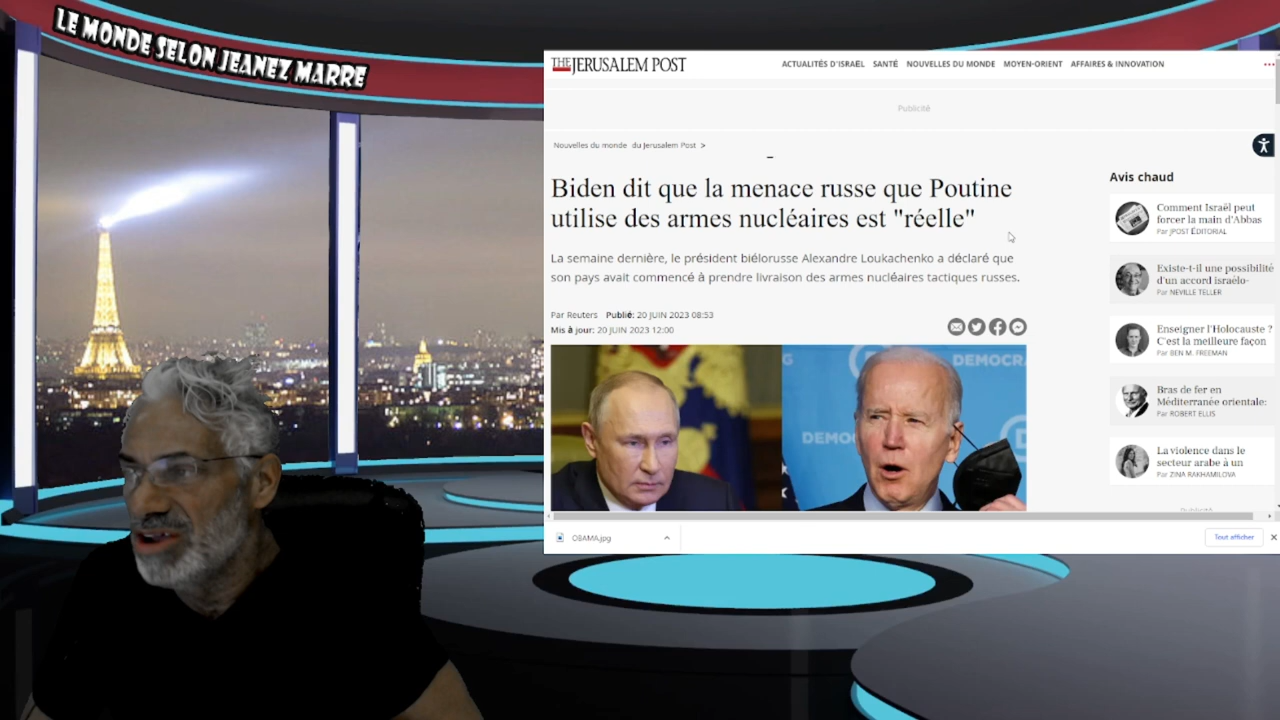 LE MONDE SELON JEANEZ MARRE
THE JERUSALEM POST
ACTUALITÉS D'ISRAËL SANTÉ NOUVELLES DU MONDE MOYEN-ORIENT AFFAIRES & INNOVATION
Publicité
Nouvelles du monde du Jerusalem Post >
Biden dit que la menace russe que Poutine
utilise des armes nucléaires est "réelle"
La semaine dernière, le président biélorusse Alexandre Loukachenko a déclaré que
son pays avait commencé à prendre livraison des armes nucléaires tactiques russes.
Par Reuters Publié: 20 JUIN 2023 08:53
Mis à jour: 20 JUIN 2023 12:00
DEMOCRA
DEMO
Avis chaud
Comment Israël peut
forcer la main d'Abbas
Par JPOST ÉDITORIAL
Existe-t-il une possibilité
d'un accord israélo-
Par NEVILLE TELLER
Enseigner l'Holocauste ?
C'est la meilleure façon
Par BEN M. FREEMAN
Bras de fer en
Méditerranée orientale:
Par ROBERT ELLIS
La violence dans le
secteur arabe à un
Par ZINA RAKHAMILOVA
OBAMA.jpg
Tout afficher